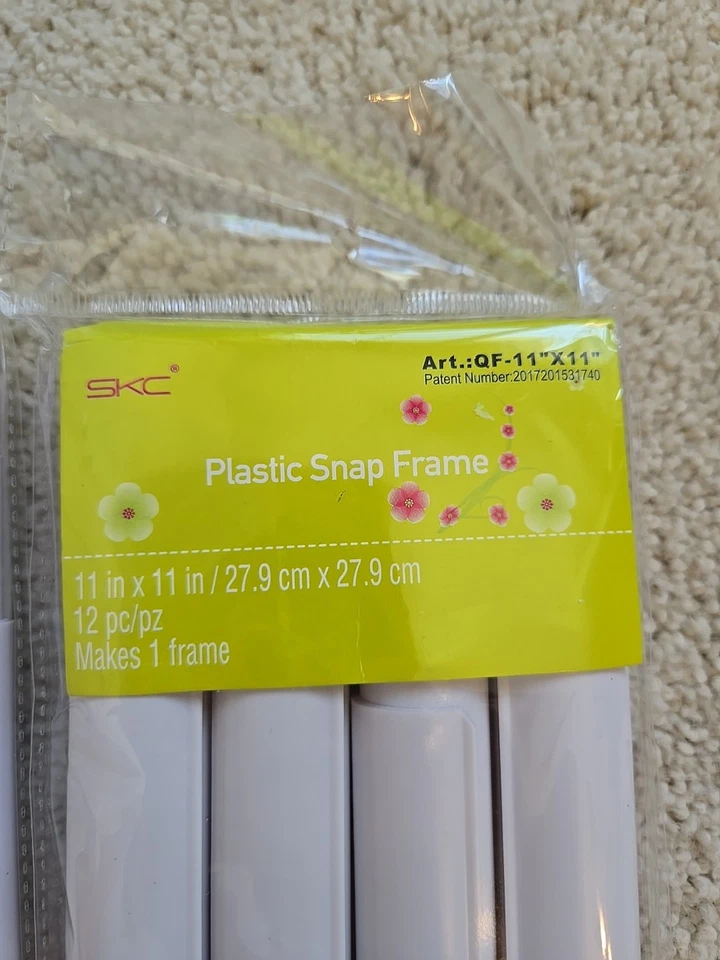 SKC®
Art.:QF-11"X11"
Patent Number:2017201531740
Plastic Snap Frame
11 in x 11 in / 27.9 cm x 27.9 cm
12 pc/pz
Makes 1 frame